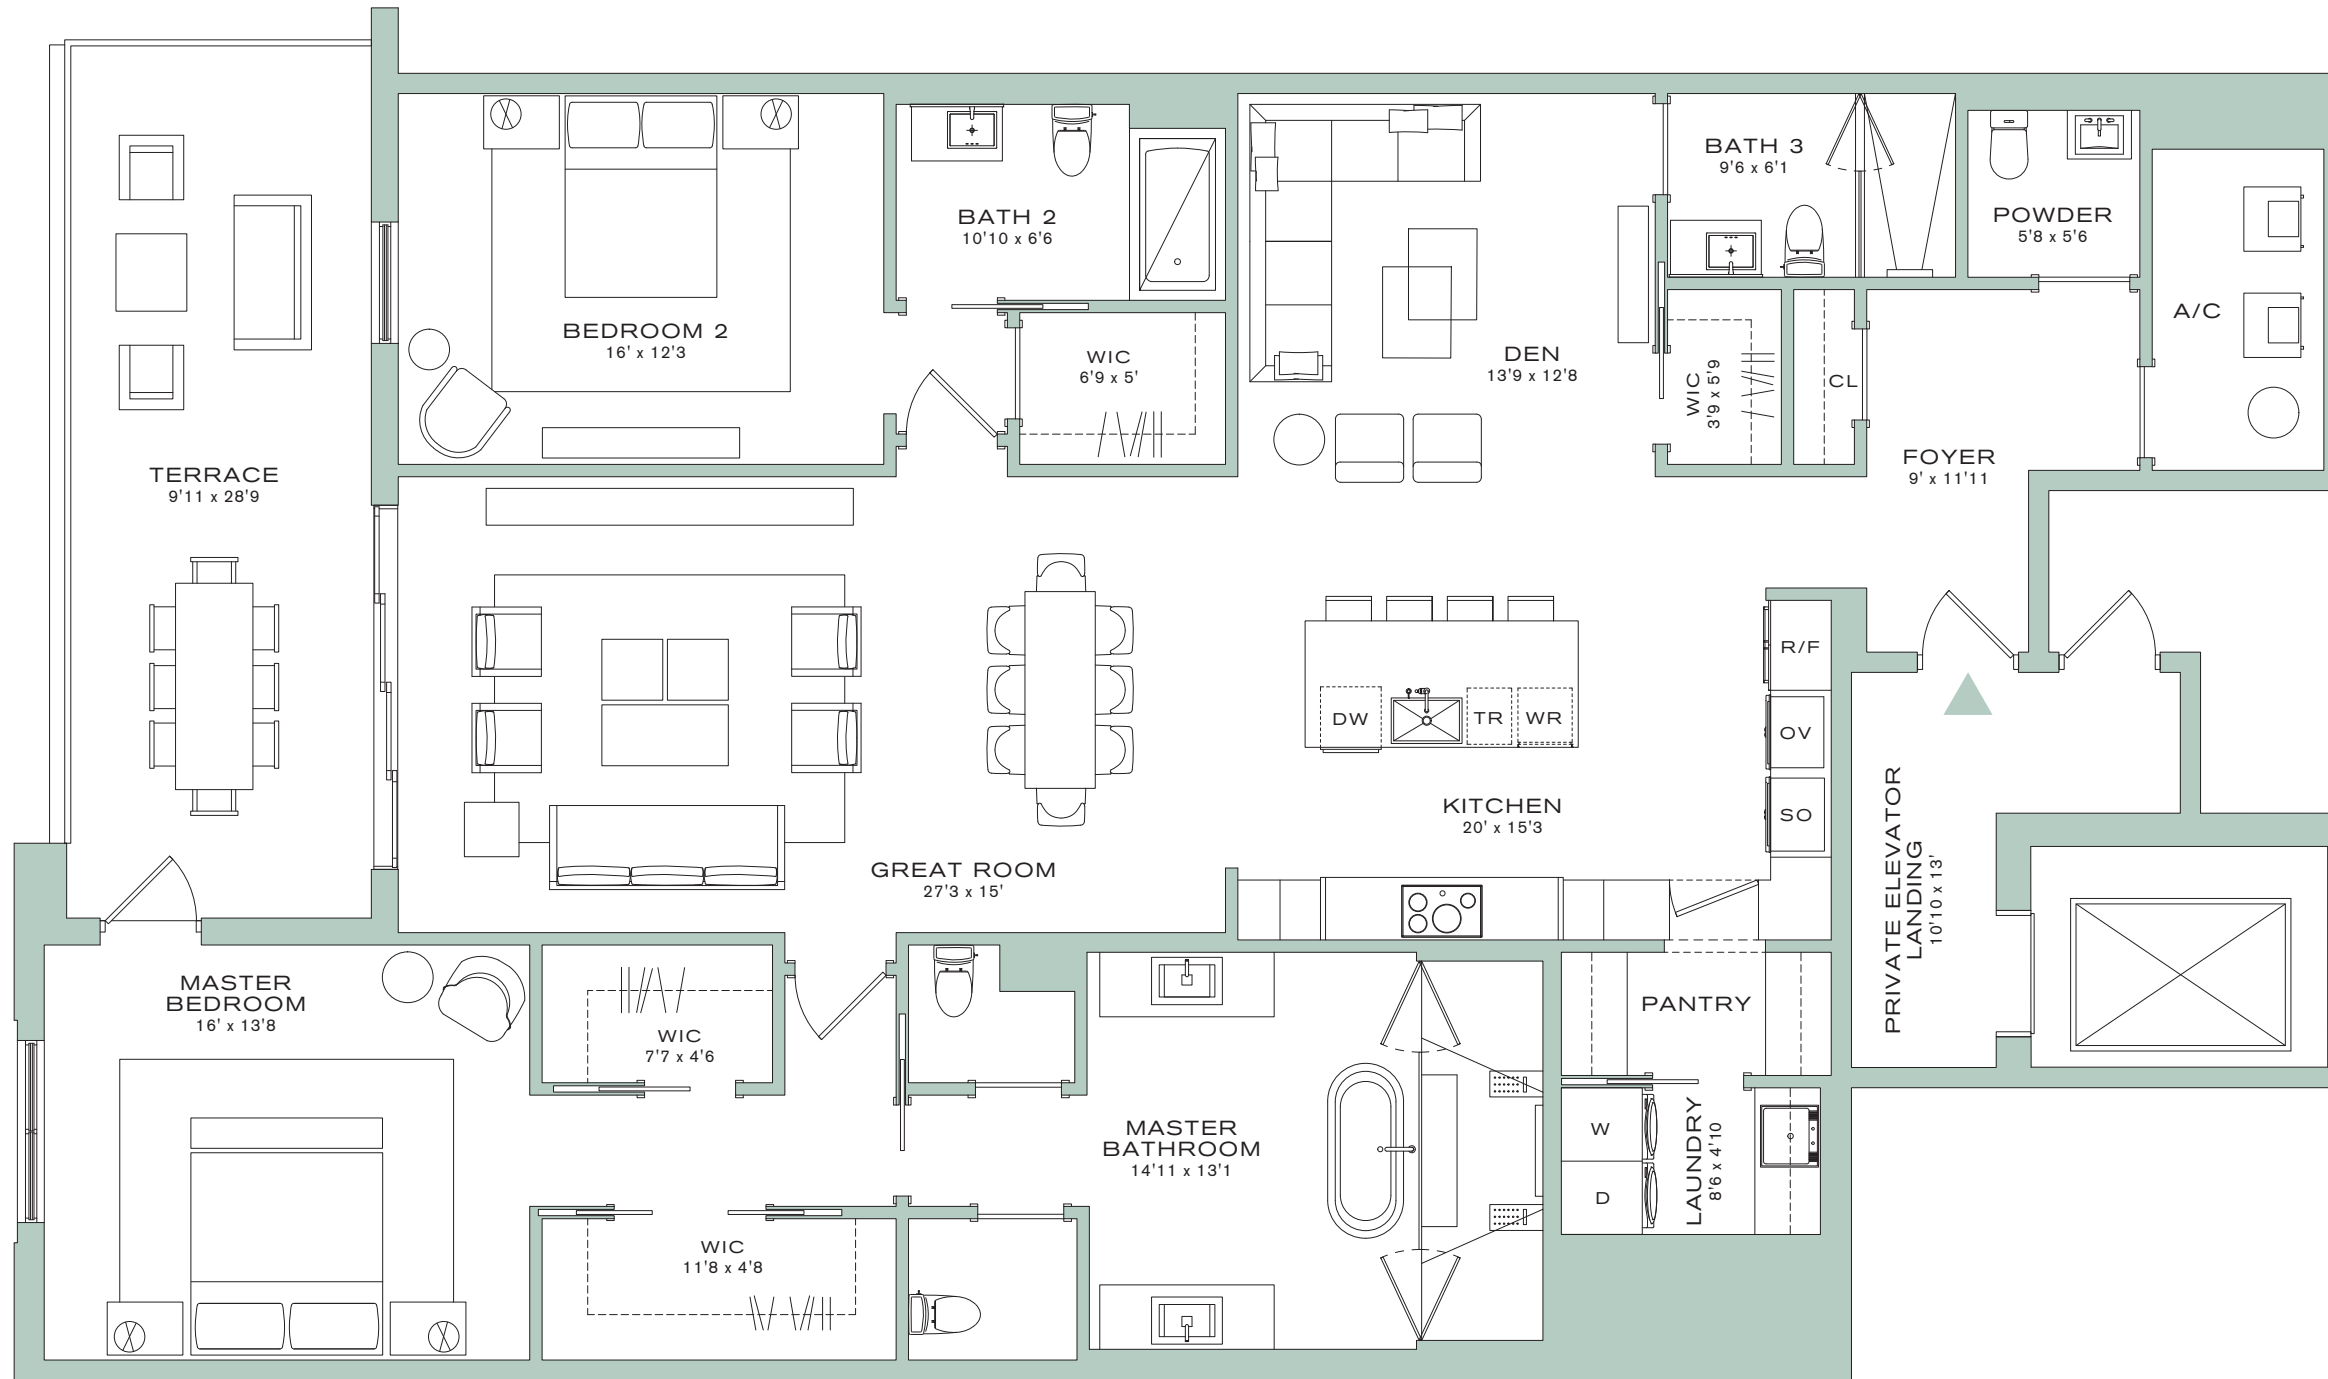 BATH 3
9'6 x 6'1
POWDER
5'8 x 5'6
BATH 2
10'10 x 6'6
A/C
BEDROOM 2
16' x 12'3
WIC
6'9 x 5'
DEN
13'9 x 12'8
WIC
3'9 x 5'9
CL
FOYER
9' x 11'11
TERRACE
9'11 x 28'9
R/F
DW
TR
WR
OV
KITCHEN
20' x 15'3
SO
GREAT ROOM
27'3 x 15'
PRIVATE ELEVATOR
LANDING
10'10 x 13'
MASTER
BEDROOM
16' x 13'8
WIC
7'7 x 4'6
PANTRY
MASTER
BATHROOM
14'11 x 13'1
W
D
LAUNDRY
8'6 x 4'10
WIC
11'8 x 4'8